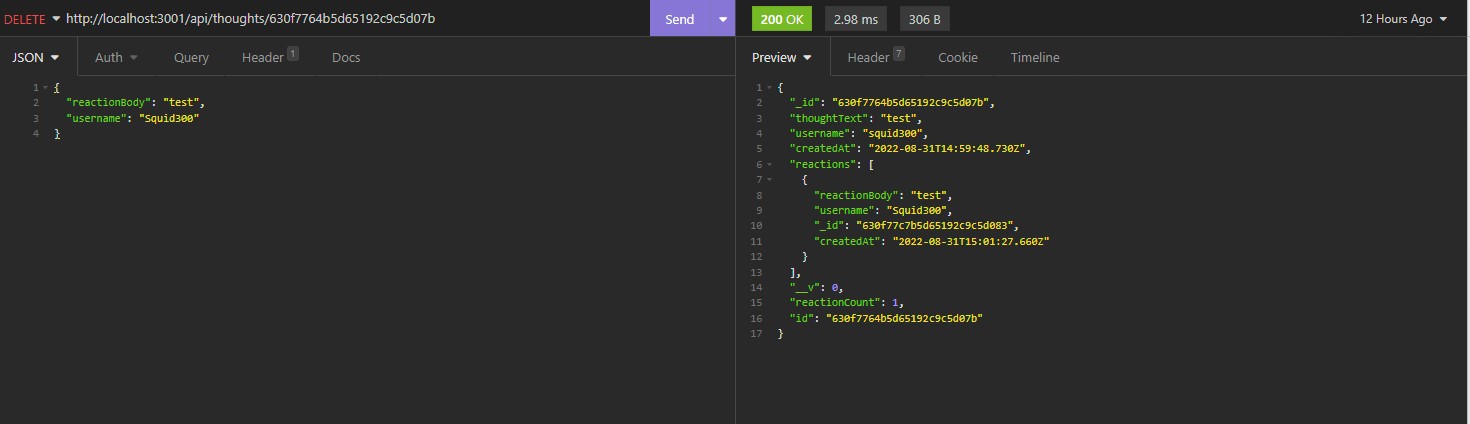 DELETE http://localhost:3001/api/thoughts/630f7764b5d65192c9c5d07b Send 200 OK 2.98 ms 306 B 12 Hours Ago
JSON Auth Query Header 1 Docs Preview Header 7 Cookie Timeline
1 {
2 "reactionBody": "test",
3 "username": "Squid300"
4 }
1 {
2 "_id": "630f7764b5d65192c9c5d07b",
3 "thoughtText": "test",
4 "username": "squid300",
5 "createdAt": "2022-08-31T14:59:48.730Z",
6 "reactions": [
7 {
8 "reactionBody": "test",
9 "username": "Squid300",
10 "_id": "630f77c7b5d65192c9c5d083",
11 "createdAt": "2022-08-31T15:01:27.660Z"
12 }
13 ],
14 "__v": 0,
15 "reactionCount": 1,
16 "id": "630f7764b5d65192c9c5d07b"
17 }